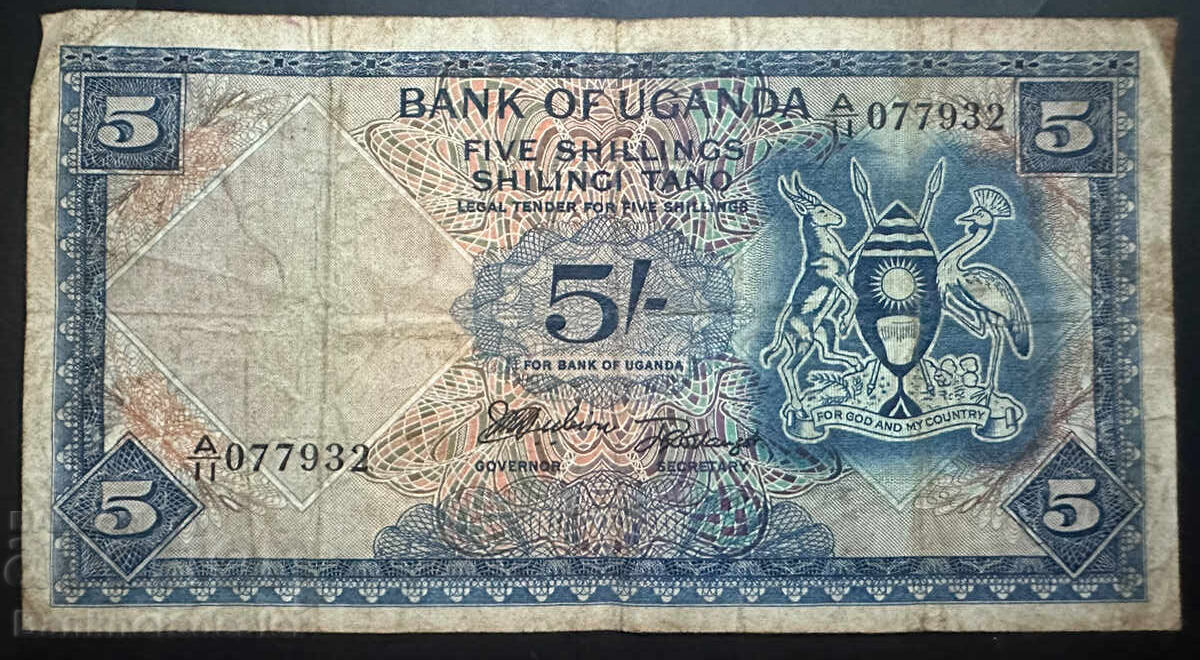 5
BANK OF UGANDA
A/11 077932
5
FIVE SHILLINGS
SHILINGI TANO
LEGAL TENDER FOR FIVE SHILLINGS
5/-
FOR BANK OF UGANDA
FOR GOD AND MY COUNTRY
A/11 077932
GOVERNOR
SECRETARY
5
5